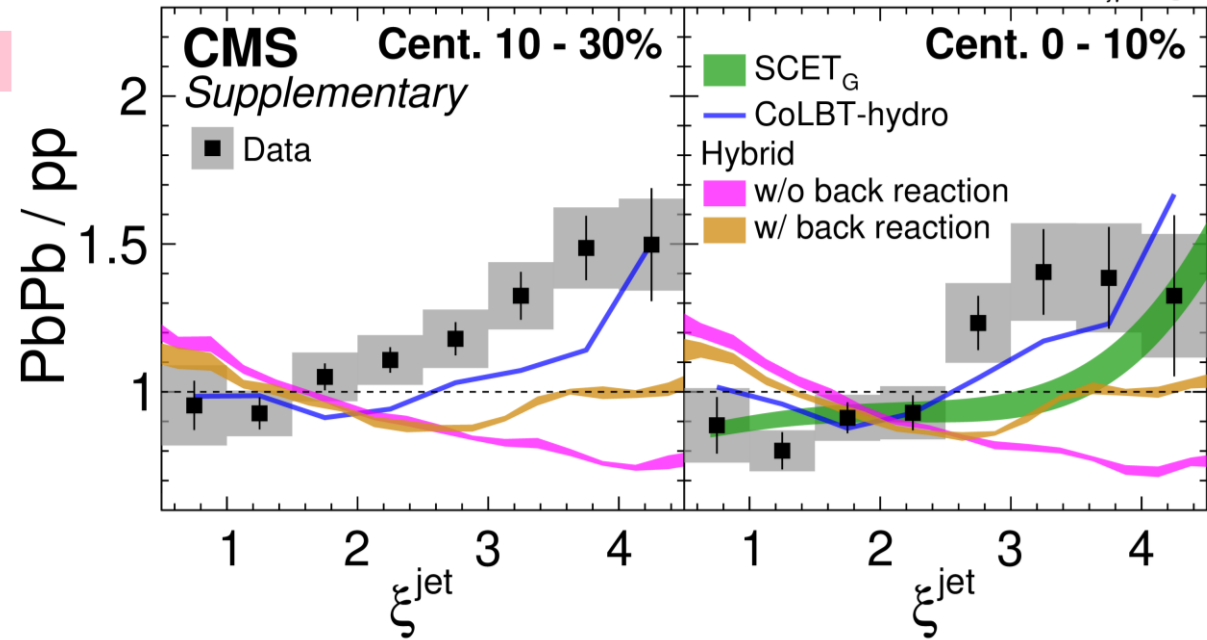 CMS
Supplementary
Cent. 10 - 30%
Data
Cent. 0 - 10%
SCET_G
CoLBT-hydro
Hybrid
w/o back reaction
w/ back reaction
PbPb / pp
2
1.5
1
1 2 3 4
1 2 3 4
ξ^jet
ξ^jet